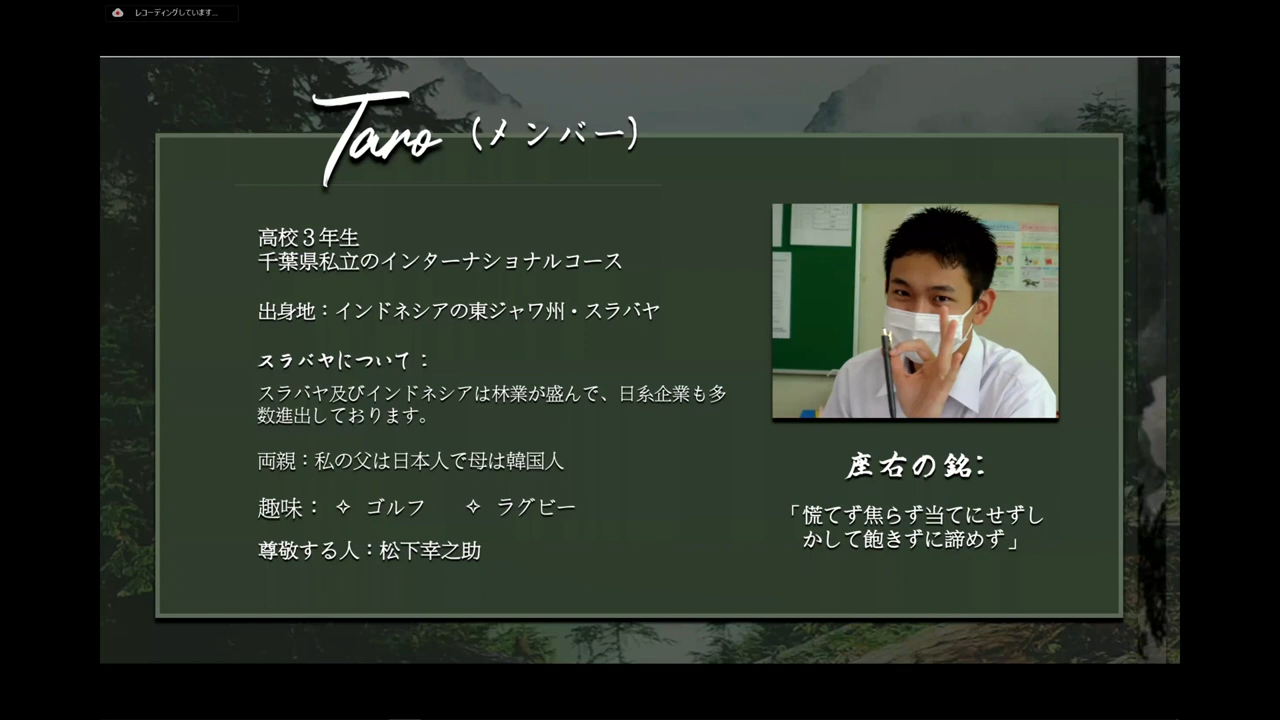 レコーディングしています...
Taro (メンバー)
高校３年生
千葉県私立のインターナショナルコース
出身地：インドネシアの東ジャワ州・スラバヤ
スラバヤについて：
スラバヤ及びインドネシアは林業が盛んで、日系企業も多
数進出しております。
両親：私の父は日本人で母は韓国人
趣味： ✧ ゴルフ ✧ ラグビー
尊敬する人：松下幸之助
座右の銘：
「慌てず焦らず当てにせずし
かして飽きずに諦めず」